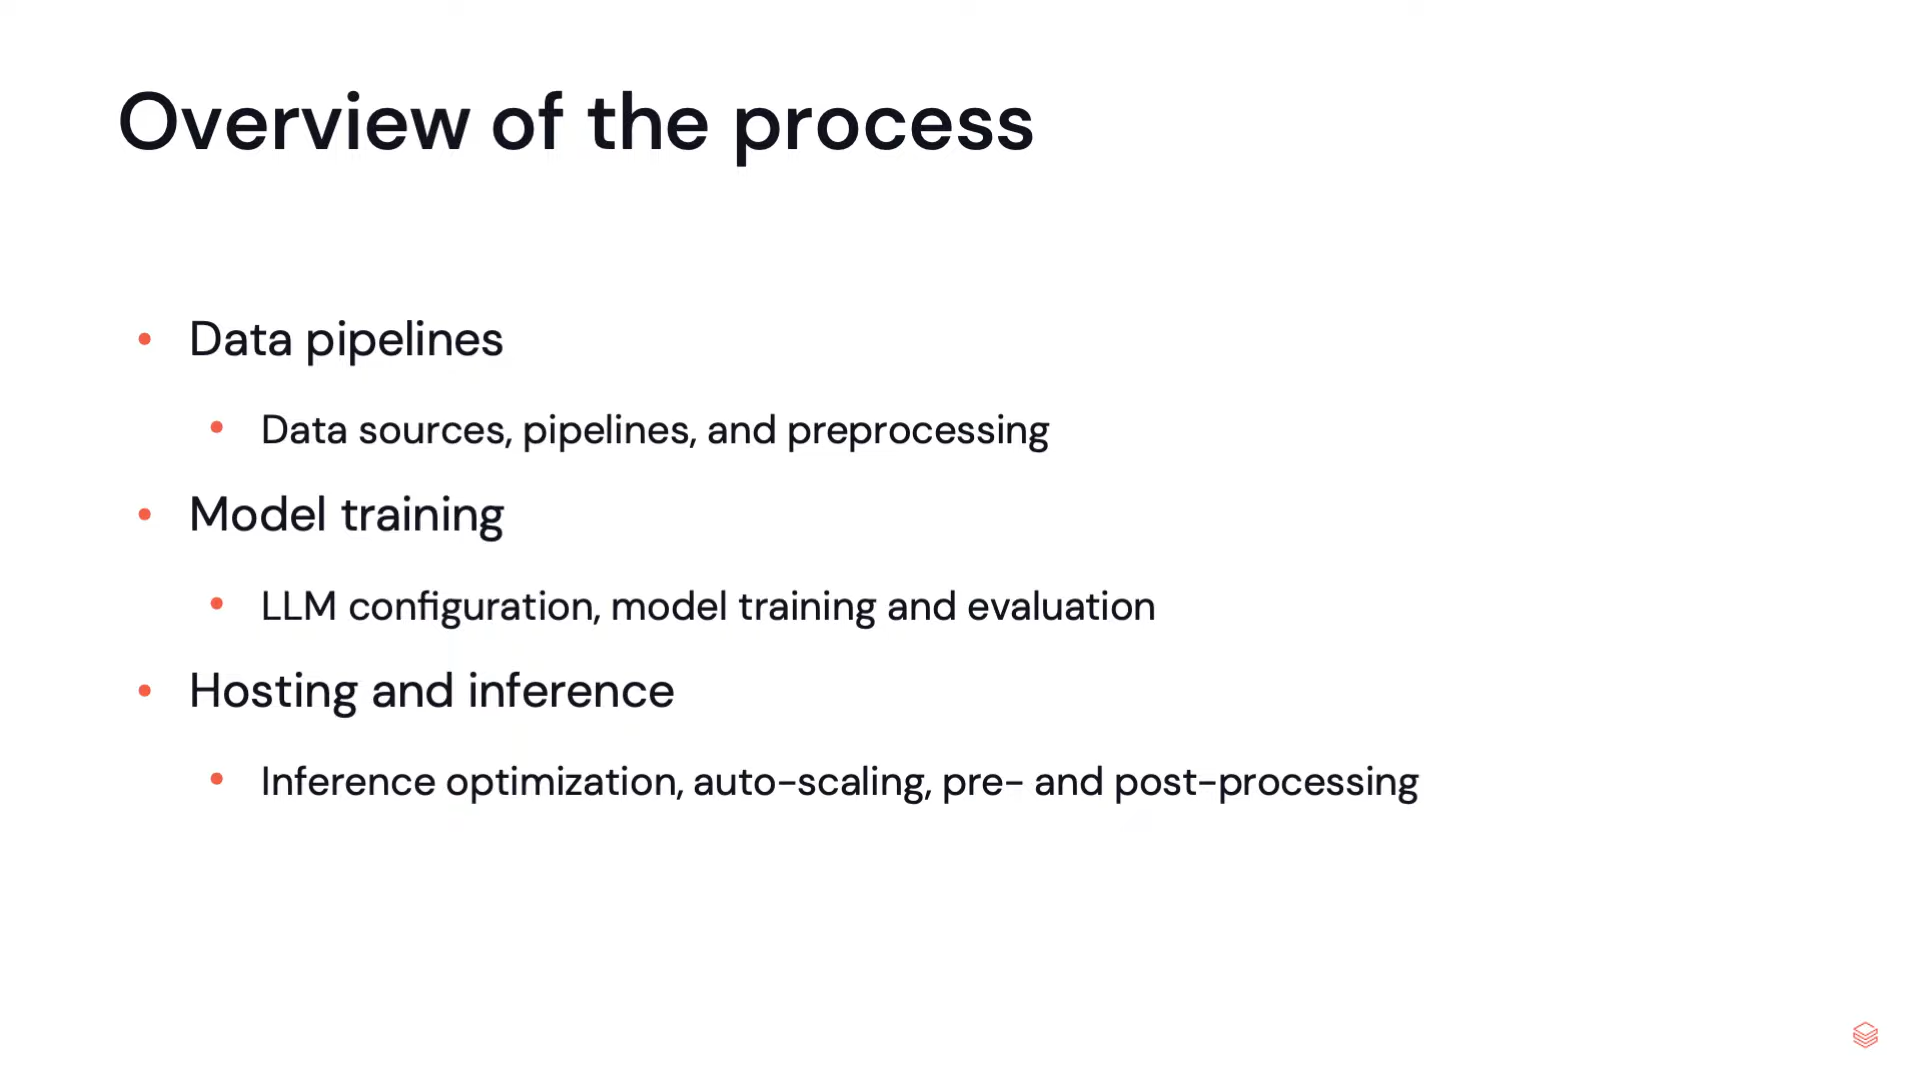 Overview of the process
• Data pipelines
• Data sources, pipelines, and preprocessing
• Model training
• LLM configuration, model training and evaluation
• Hosting and inference
• Inference optimization, auto-scaling, pre- and post-processing